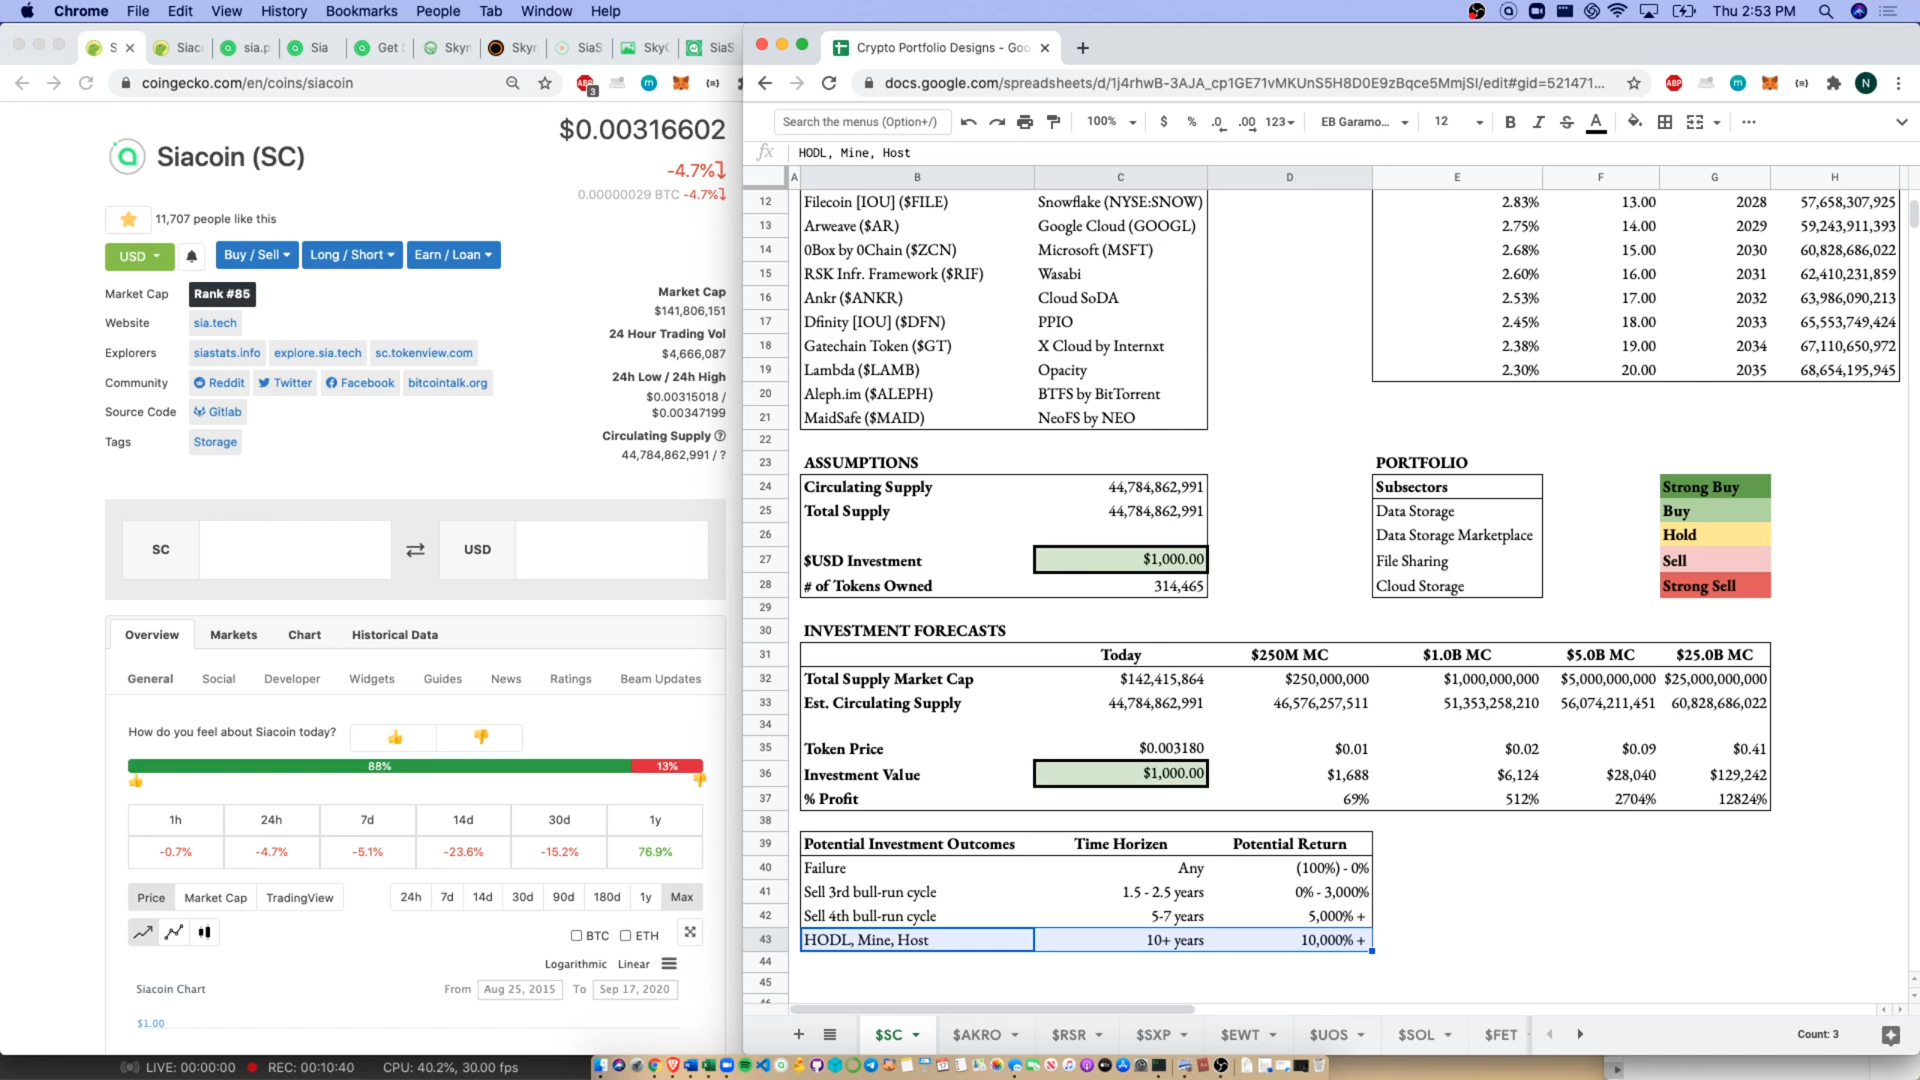 Chrome File Edit View History Bookmarks People Tab Window Help
Thu 2:53 PM
S
Siac
sia.p
Sia
Get
Skyn
Skyn
SiaS
Sky
SiaS
coingecko.com/en/coins/siacoin
ABP
3
Siacoin (SC)
$0.00316602
-4.7%
0.00000029 BTC -4.7%
11,707 people like this
USD
Buy / Sell
Long / Short
Earn / Loan
Market Cap Rank #85
Website sia.tech
Explorers siastats.info explore.sia.tech sc.tokenview.com
Community Reddit Twitter Facebook bitcointalk.org
Source Code Gitlab
Tags Storage
Market Cap
$141,806,151
24 Hour Trading Vol
$4,666,087
24h Low / 24h High
$0.00315018 /
$0.00347199
Circulating Supply
44,784,862,991 / ?
SC
USD
Overview Markets Chart Historical Data
General Social Developer Widgets Guides News Ratings Beam Updates
How do you feel about Siacoin today?
88% 13%
1h 24h 7d 14d 30d 1y
-0.7% -4.7% -5.1% -23.6% -15.2% 76.9%
Price Market Cap TradingView
24h 7d 14d 30d 90d 180d 1y Max
BTC ETH
Logarithmic Linear
Siacoin Chart
From Aug 25, 2015 To Sep 17, 2020
$1.00
LIVE: 00:00:00 REC: 00:10:40 CPU: 40.2%, 30.00 fps
Crypto Portfolio Designs - Goo
docs.google.com/spreadsheets/d/1j4rhwB-3AJA_cp1GE71vMKUnS5H8D0E9zBqce5MmjSI/edit#gid=521471...
ABP
N
Search the menus (Option+/)
100% $ % .0 .00 123 EB Garamo... 12 B I S A
fx HODL, Mine, Host
A B C D E F G H
12 Filecoin [IOU] ($FILE) Snowflake (NYSE:SNOW) 2.83% 13.00 2028 57,658,307,925
13 Arweave ($AR) Google Cloud (GOOGL) 2.75% 14.00 2029 59,243,911,393
14 0Box by 0Chain ($ZCN) Microsoft (MSFT) 2.68% 15.00 2030 60,828,686,022
15 RSK Infr. Framework ($RIF) Wasabi 2.60% 16.00 2031 62,410,231,859
16 Ankr ($ANKR) Cloud SoDA 2.53% 17.00 2032 63,986,090,213
17 Dfinity [IOU] ($DFN) PPIO 2.45% 18.00 2033 65,553,749,424
18 Gatechain Token ($GT) X Cloud by Internxt 2.38% 19.00 2034 67,110,650,972
19 Lambda ($LAMB) Opacity 2.30% 20.00 2035 68,654,195,945
20 Aleph.im ($ALEPH) BTFS by BitTorrent
21 MaidSafe ($MAID) NeoFS by NEO
22
23 ASSUMPTIONS PORTFOLIO
24 Circulating Supply 44,784,862,991 Subsectors Strong Buy
25 Total Supply 44,784,862,991 Data Storage Buy
26 Data Storage Marketplace Hold
27 $USD Investment $1,000.00 File Sharing Sell
28 # of Tokens Owned 314,465 Cloud Storage Strong Sell
29
30 INVESTMENT FORECASTS
31 Today $250M MC $1.0B MC $5.0B MC $25.0B MC
32 Total Supply Market Cap $142,415,864 $250,000,000 $1,000,000,000 $5,000,000,000 $25,000,000,000
33 Est. Circulating Supply 44,784,862,991 46,576,257,511 51,353,258,210 56,074,211,451 60,828,686,022
34
35 Token Price $0.003180 $0.01 $0.02 $0.09 $0.41
36 Investment Value $1,000.00 $1,688 $6,124 $28,040 $129,242
37 % Profit 69% 512% 2704% 12824%
38
39 Potential Investment Outcomes Time Horizen Potential Return
40 Failure Any (100%) - 0%
41 Sell 3rd bull-run cycle 1.5 - 2.5 years 0% - 3,000%
42 Sell 4th bull-run cycle 5-7 years 5,000% +
43 HODL, Mine, Host 10+ years 10,000% +
44
45
$SC $AKRO $RSR $SXP $EWT $UOS $SOL $FET
Count: 3